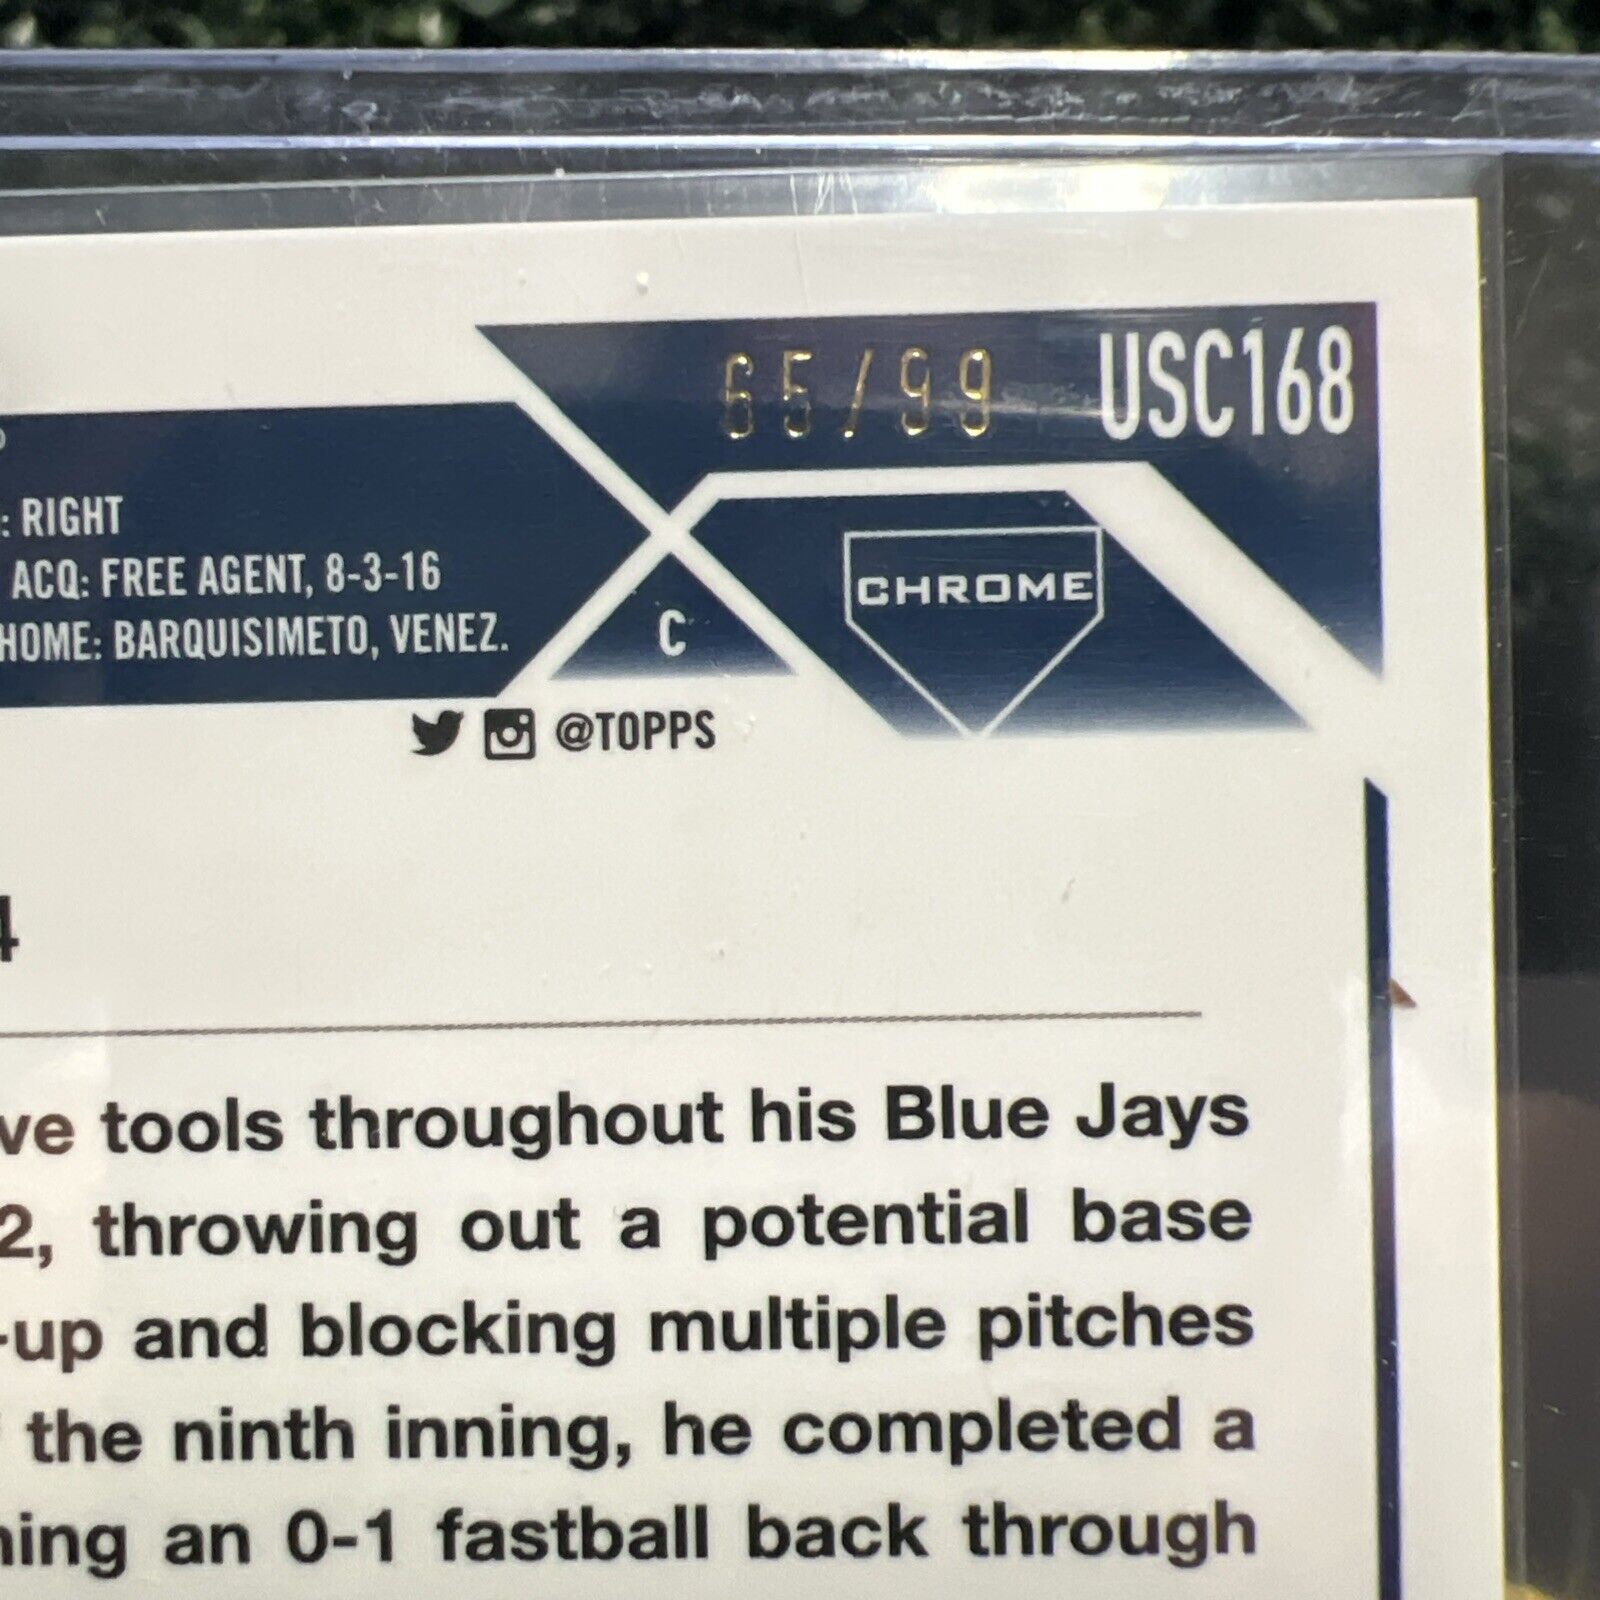 65/99 USC168
: RIGHT
ACQ: FREE AGENT, 8-3-16
HOME: BARQUISIMETO, VENEZ.
C
CHROME
@TOPPS
4
ve tools throughout his Blue Jays
2, throwing out a potential base
-up and blocking multiple pitches
the ninth inning, he completed a
ning an 0-1 fastball back through